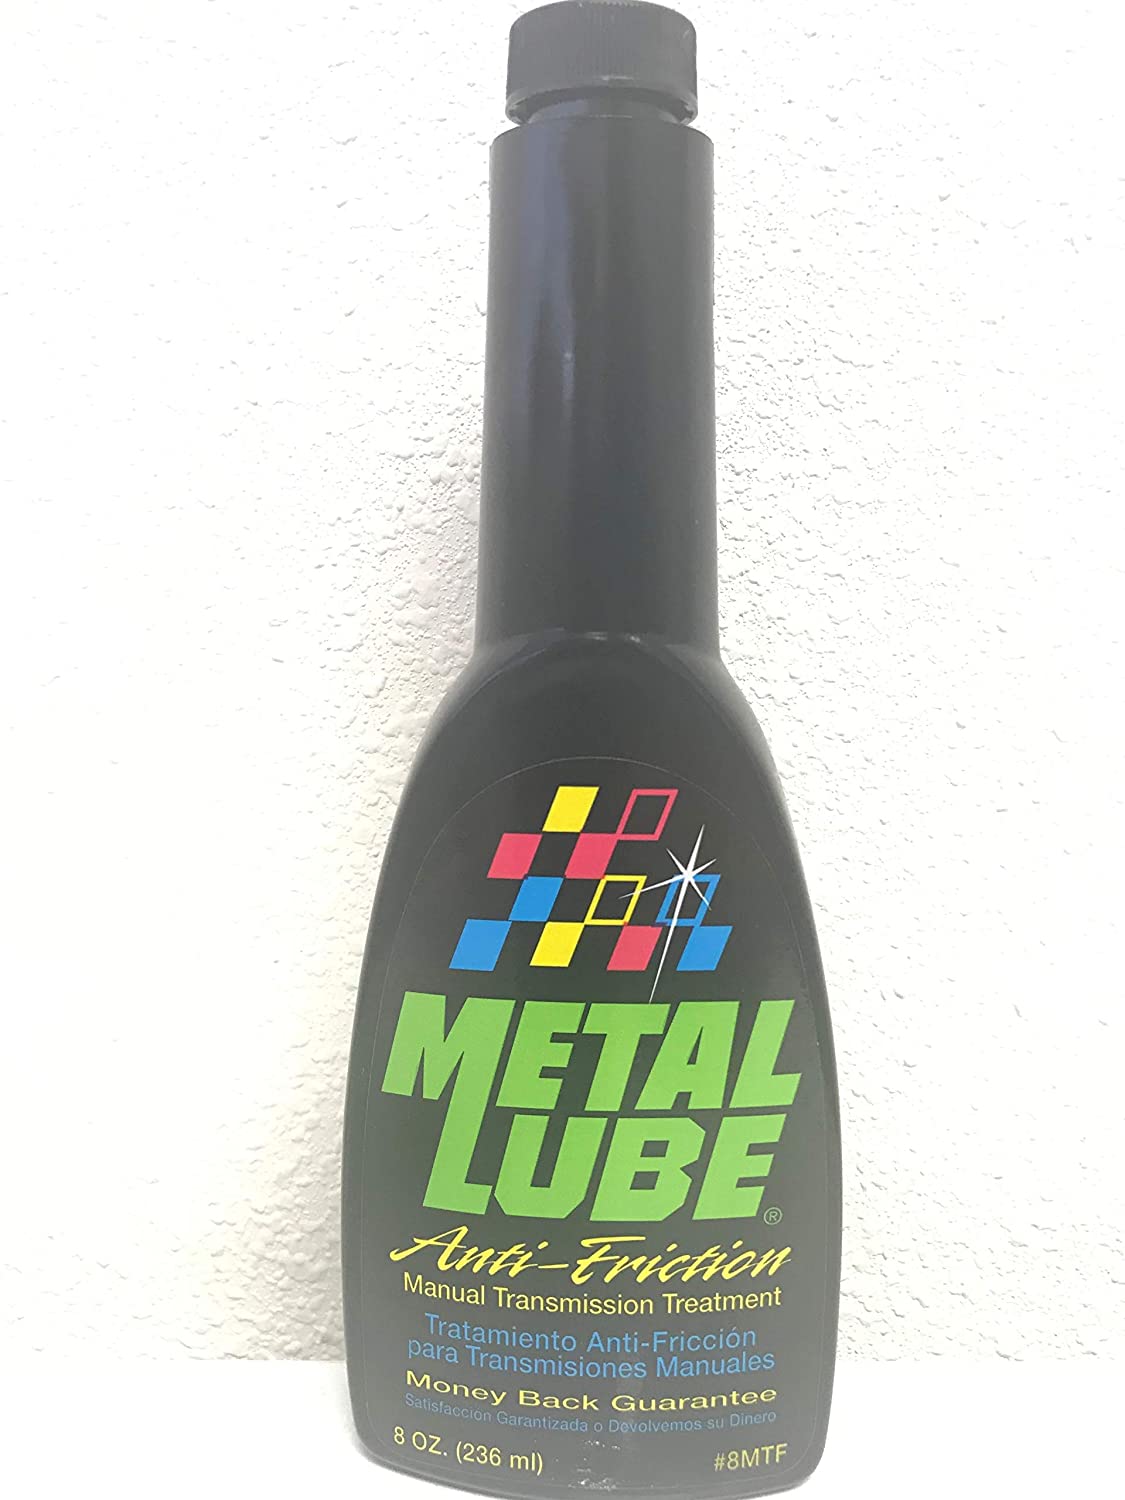 METAL
LUBE®
Anti-Friction
Manual Transmission Treatment
Tratamiento Anti-Fricción
para Transmisiones Manuales
Money Back Guarantee
Satisfaccion Garantizada o Devolvemos su Dinero
8 OZ. (236 ml)
#8MTF